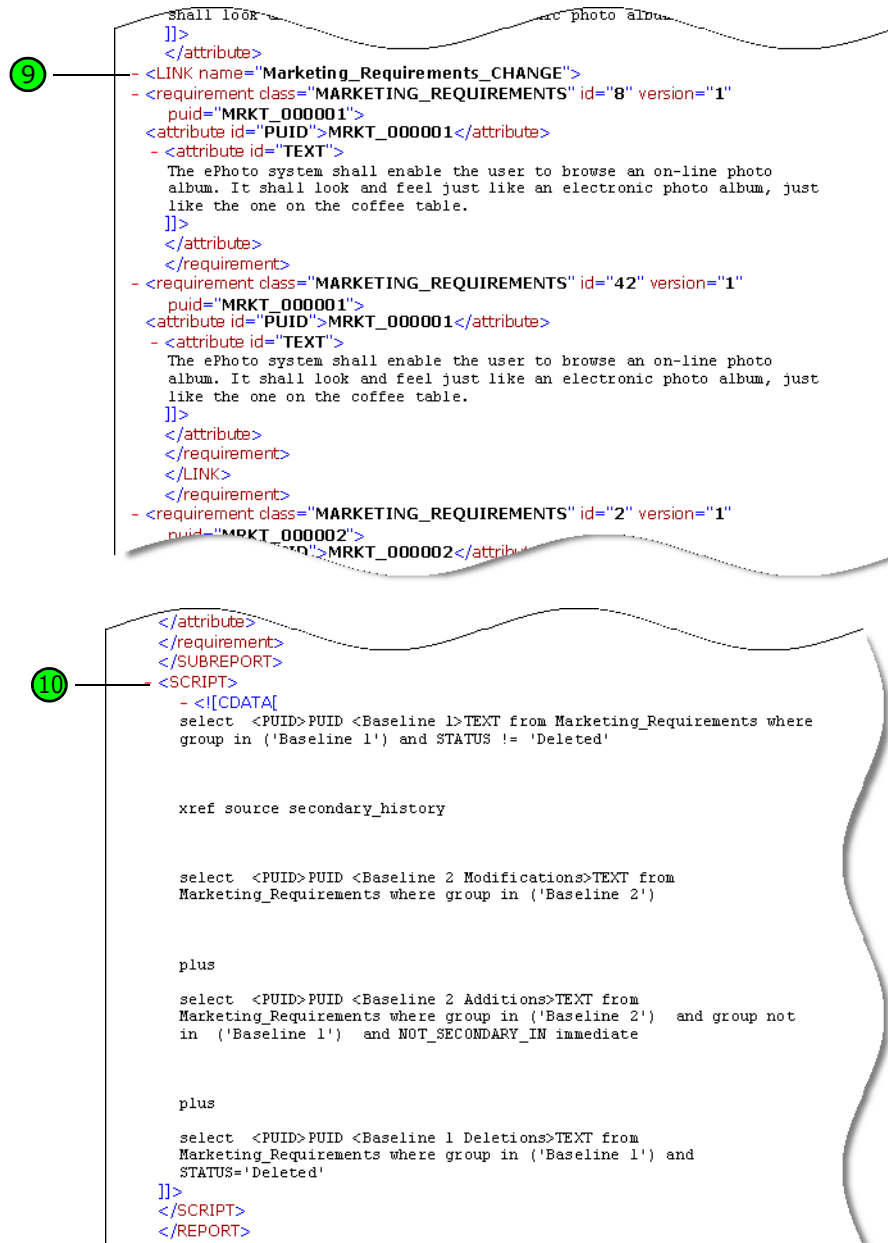 shall look
photo
]]>
</attribute>
9
- <LINK name="Marketing_Requirements_CHANGE">
- <requirement class="MARKETING_REQUIREMENTS" id="8" version="1"
puid="MRKT_000001">
<attribute id="PUID">MRKT_000001</attribute>
- <attribute id="TEXT">
The ePhoto system shall enable the user to browse an on-line photo
album. It shall look and feel just like an electronic photo album, just
like the one on the coffee table.
]]>
</attribute>
</requirement>
- <requirement class="MARKETING_REQUIREMENTS" id="42" version="1"
puid="MRKT_000001">
<attribute id="PUID">MRKT_000001</attribute>
- <attribute id="TEXT">
The ePhoto system shall enable the user to browse an on-line photo
album. It shall look and feel just like an electronic photo album, just
like the one on the coffee table.
]]>
</attribute>
</requirement>
</LINK>
</requirement>
- <requirement class="MARKETING_REQUIREMENTS" id="2" version="1"
puid="MRKT_000002">
">MRKT_000002</attribu
</attribute>
</requirement>
</SUBREPORT>
10
- <SCRIPT>
- <![CDATA[
select <PUID>PUID <Baseline 1>TEXT from Marketing_Requirements where
group in ('Baseline 1') and STATUS != 'Deleted'
xref source secondary_history
select <PUID>PUID <Baseline 2 Modifications>TEXT from
Marketing_Requirements where group in ('Baseline 2')
plus
select <PUID>PUID <Baseline 2 Additions>TEXT from
Marketing_Requirements where group in ('Baseline 2') and group not
in ('Baseline 1') and NOT_SECONDARY_IN immediate
plus
select <PUID>PUID <Baseline 1 Deletions>TEXT from
Marketing_Requirements where group in ('Baseline 1') and
STATUS='Deleted'
]]>
</SCRIPT>
</REPORT>